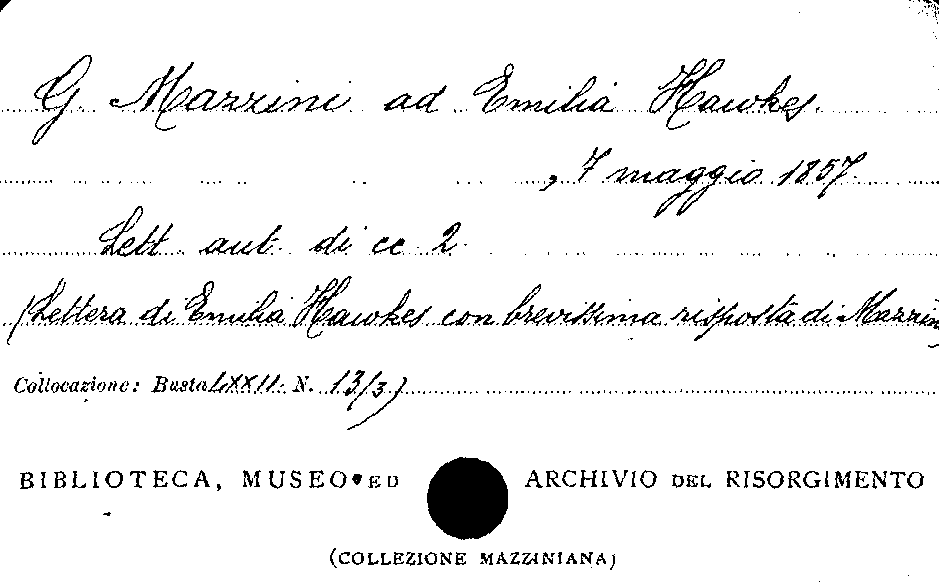 G. Mazzini ad Emilia Hawkes.
, 7 maggio 1857.
Lett. aut. di cc 2.
(Lettera di Emilia Hawkes con brevissima risposta di Mazzini
Collocazione: Busta LXXII. N. 13/3)
BIBLIOTECA, MUSEO ED ARCHIVIO DEL RISORGIMENTO
(COLLEZIONE MAZZINIANA)